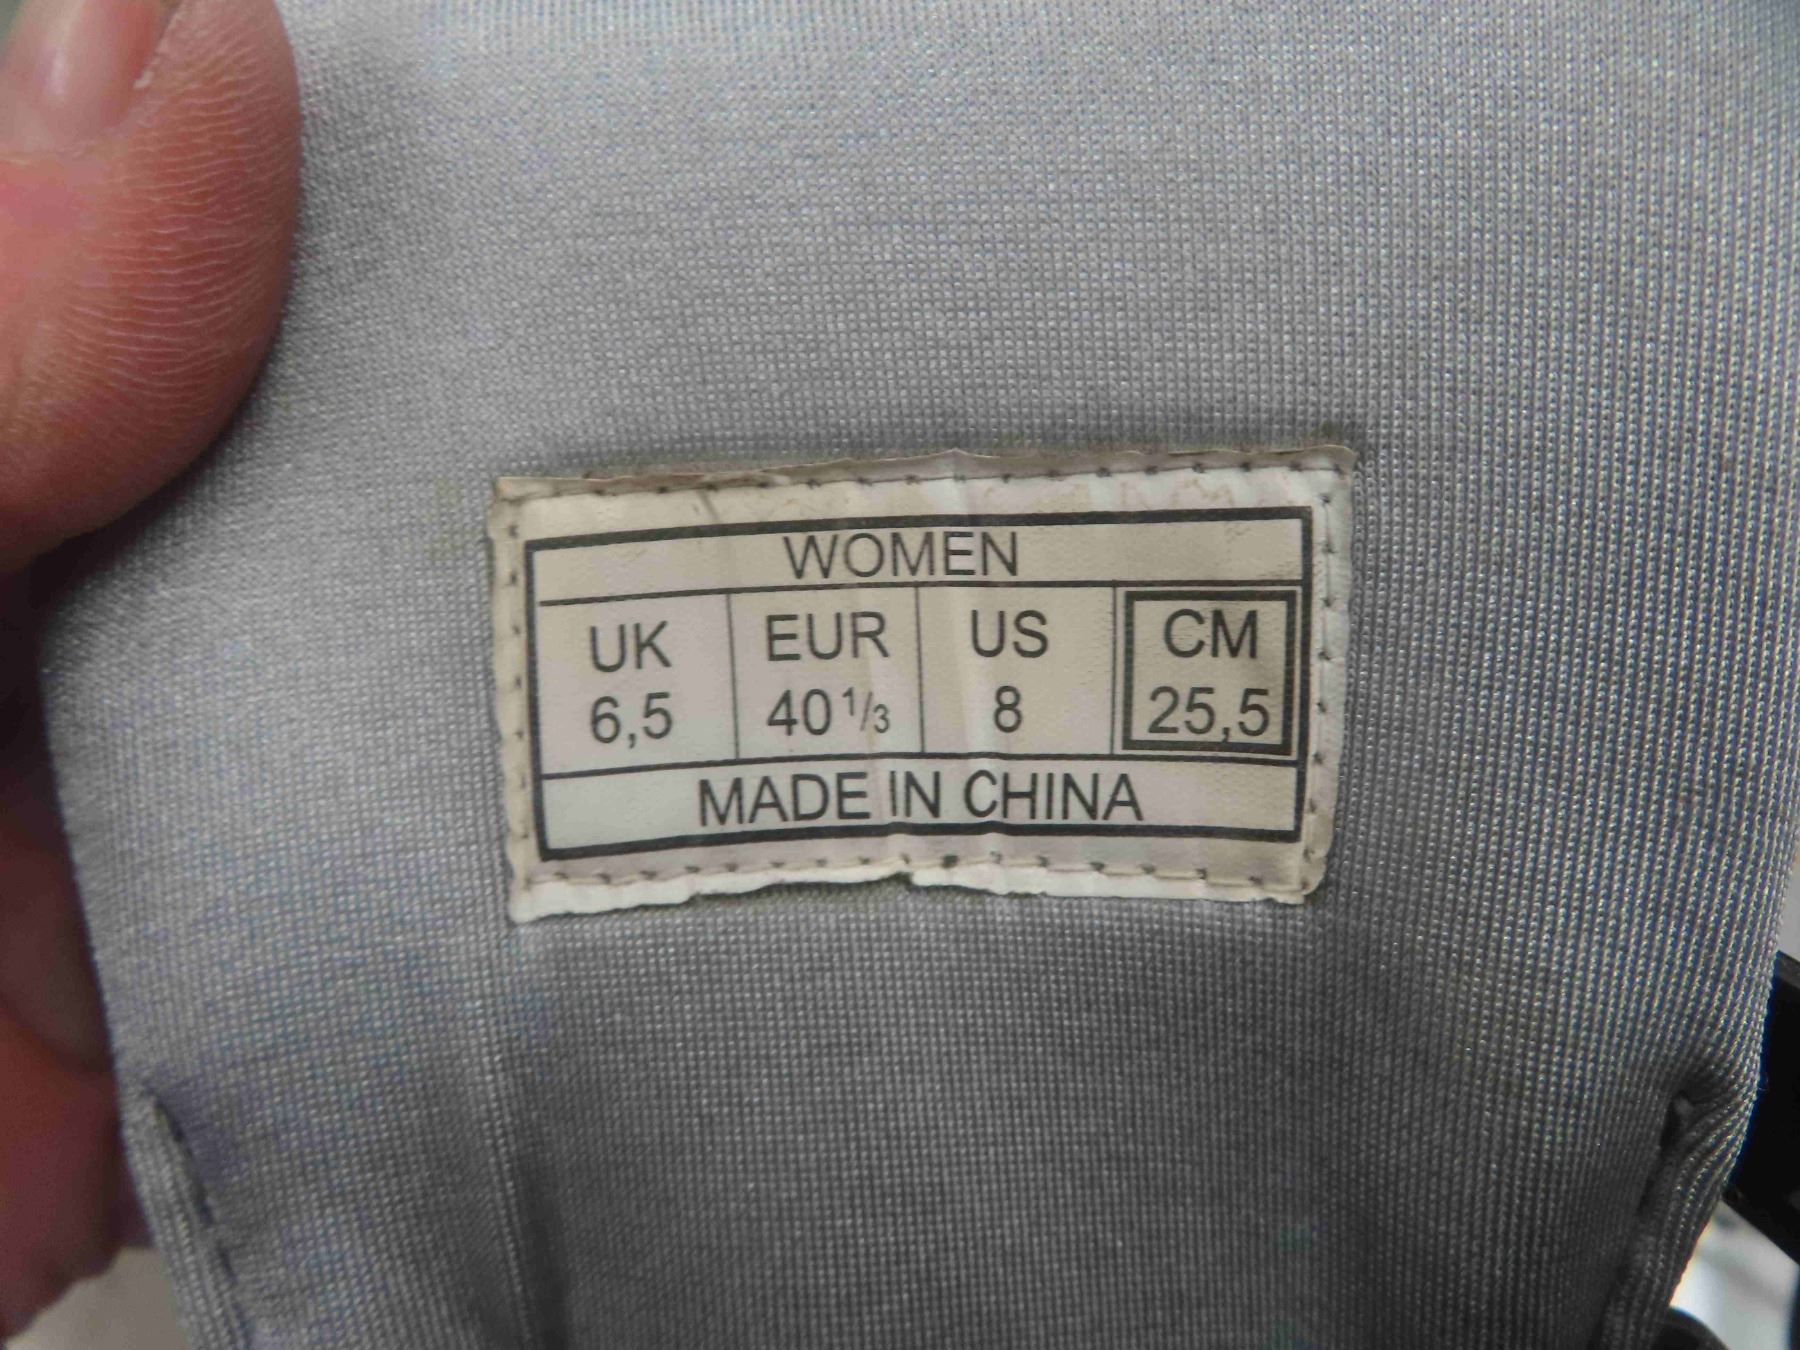 WOMEN
UK EUR US CM
6,5 40 1/3 8 25,5
MADE IN CHINA